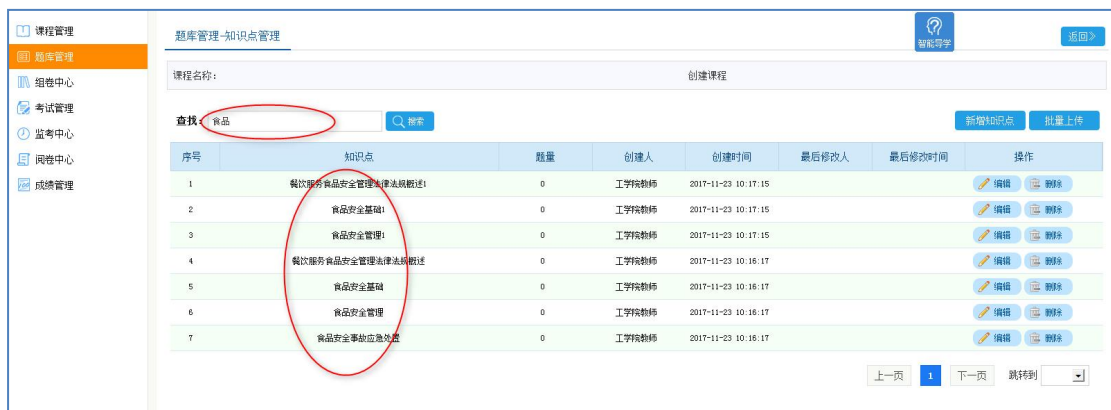 课程管理
题库管理
组卷中心
考试管理
监考中心
阅卷中心
成绩管理
题库管理-知识点管理
智能导学
返回》
课程名称： 创建课程
查找： 食品 搜索 新增知识点 批量上传
序号 知识点 题量 创建人 创建时间 最后修改人 最后修改时间 操作
1 餐饮服务食品安全管理法律法规概述1 0 工学院教师 2017-11-23 10:17:15 编辑 删除
2 食品安全基础1 0 工学院教师 2017-11-23 10:17:15 编辑 删除
3 食品安全管理1 0 工学院教师 2017-11-23 10:17:15 编辑 删除
4 餐饮服务食品安全管理法律法规概述 0 工学院教师 2017-11-23 10:16:17 编辑 删除
5 食品安全基础 0 工学院教师 2017-11-23 10:16:17 编辑 删除
6 食品安全管理 0 工学院教师 2017-11-23 10:16:17 编辑 删除
7 食品安全事故应急处置 0 工学院教师 2017-11-23 10:16:17 编辑 删除
上一页 1 下一页 跳转到